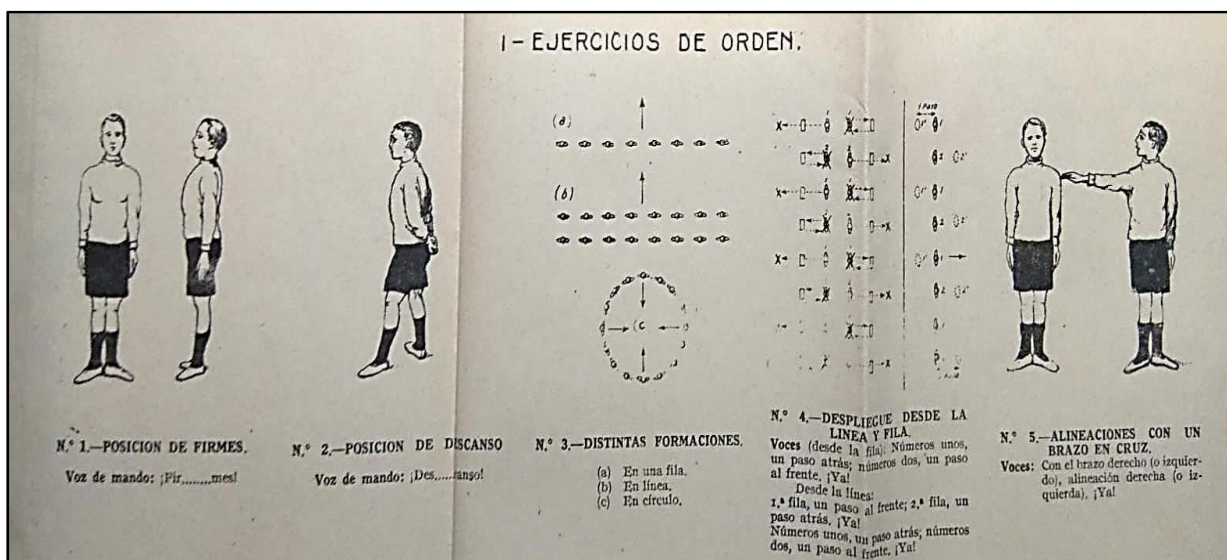 I - EJERCICIOS DE ORDEN.
(a)
(b)
(c
1 Paso
N.° 1.—POSICION DE FIRMES.
Voz de mando: ¡Fir........mes!
N.° 2.—POSICION DE DISCANSO
Voz de mando: ¡Des......anso!
N.° 3.—DISTINTAS FORMACIONES.
(a) En una fila.
(b) En línea.
(c) En círculo.
N.° 4.—DESPLIEGUE DESDE LA
LINEA Y FILA.
Voces (desde la fila): Números unos,
un paso atrás; números dos, un paso
al frente. ¡Ya!
Desde la línea:
1.ª fila, un paso al frente; 2.ª fila, un
paso atrás. ¡Ya!
Números unos, un paso atrás; números
dos, un paso al frente. ¡Ya!
N.° 5.—ALINEACIONES CON UN
BRAZO EN CRUZ.
Voces: Con el brazo derecho (o izquier-
do), alineación derecha (o iz-
quierda). ¡Ya!